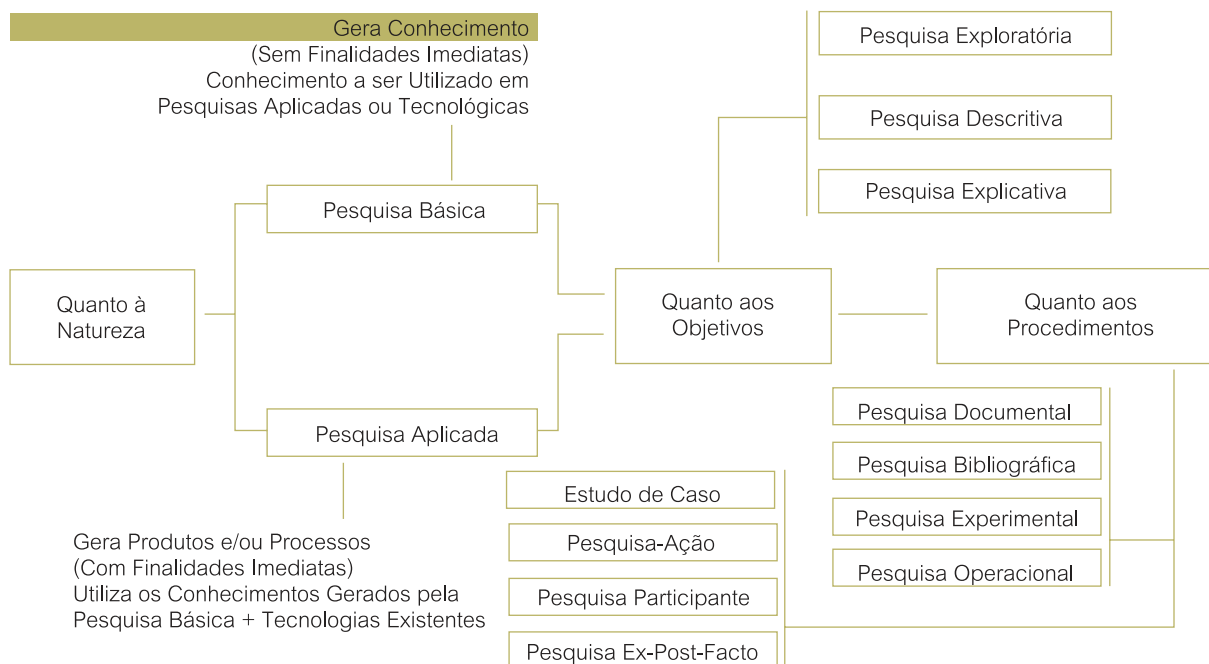 Gera Conhecimento
(Sem Finalidades Imediatas)
Conhecimento a ser Utilizado em
Pesquisas Aplicadas ou Tecnológicas
Pesquisa Exploratória
Pesquisa Descritiva
Pesquisa Explicativa
Pesquisa Básica
Quanto à
Natureza
Quanto aos
Objetivos
Quanto aos
Procedimentos
Pesquisa Aplicada
Pesquisa Documental
Pesquisa Bibliográfica
Pesquisa Experimental
Pesquisa Operacional
Estudo de Caso
Pesquisa-Ação
Pesquisa Participante
Pesquisa Ex-Post-Facto
Gera Produtos e/ou Processos
(Com Finalidades Imediatas)
Utiliza os Conhecimentos Gerados pela
Pesquisa Básica + Tecnologias Existentes